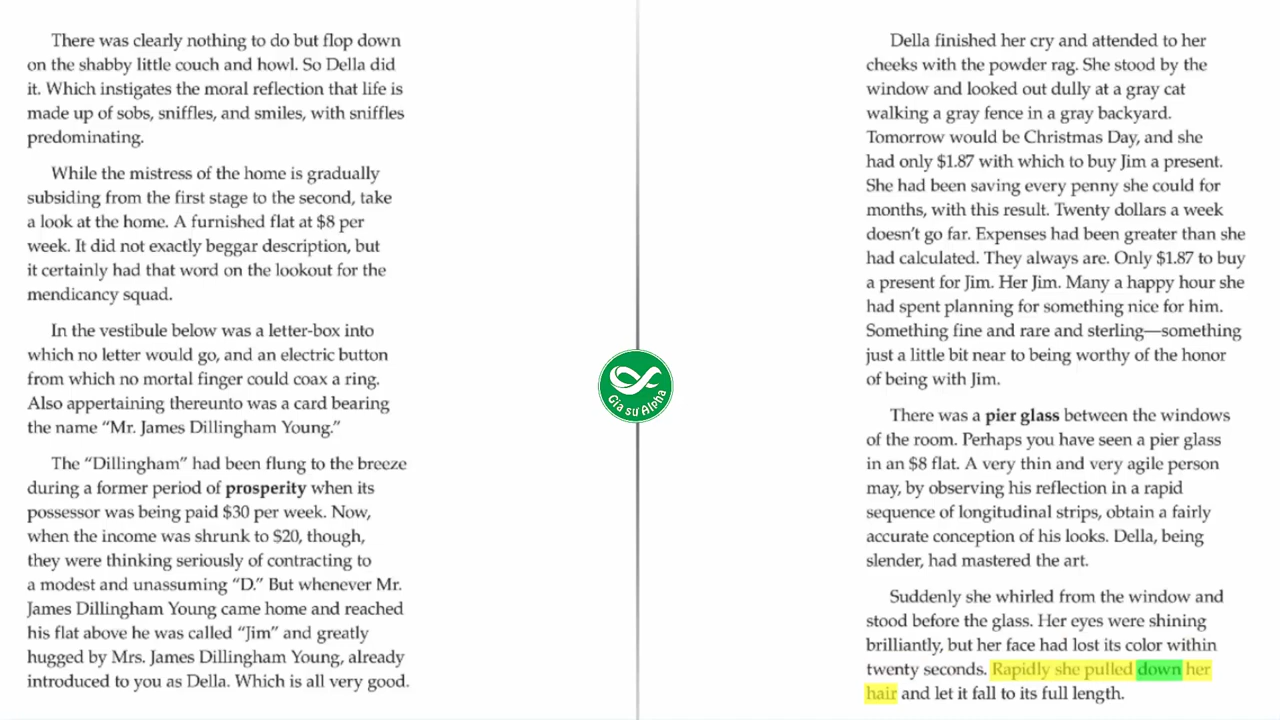 There was clearly nothing to do but flop down
on the shabby little couch and howl. So Della did
it. Which instigates the moral reflection that life is
made up of sobs, sniffles, and smiles, with sniffles
predominating.
While the mistress of the home is gradually
subsiding from the first stage to the second, take
a look at the home. A furnished flat at $8 per
week. It did not exactly beggar description, but
it certainly had that word on the lookout for the
mendicancy squad.
In the vestibule below was a letter-box into
which no letter would go, and an electric button
from which no mortal finger could coax a ring.
Also appertaining thereunto was a card bearing
the name “Mr. James Dillingham Young.”
The “Dillingham” had been flung to the breeze
during a former period of prosperity when its
possessor was being paid $30 per week. Now,
when the income was shrunk to $20, though,
they were thinking seriously of contracting to
a modest and unassuming “D.” But whenever Mr.
James Dillingham Young came home and reached
his flat above he was called “Jim” and greatly
hugged by Mrs. James Dillingham Young, already
introduced to you as Della. Which is all very good.
Gia sư Alpha
Della finished her cry and attended to her
cheeks with the powder rag. She stood by the
window and looked out dully at a gray cat
walking a gray fence in a gray backyard.
Tomorrow would be Christmas Day, and she
had only $1.87 with which to buy Jim a present.
She had been saving every penny she could for
months, with this result. Twenty dollars a week
doesn’t go far. Expenses had been greater than she
had calculated. They always are. Only $1.87 to buy
a present for Jim. Her Jim. Many a happy hour she
had spent planning for something nice for him.
Something fine and rare and sterling—something
just a little bit near to being worthy of the honor
of being with Jim.
There was a pier glass between the windows
of the room. Perhaps you have seen a pier glass
in an $8 flat. A very thin and very agile person
may, by observing his reflection in a rapid
sequence of longitudinal strips, obtain a fairly
accurate conception of his looks. Della, being
slender, had mastered the art.
Suddenly she whirled from the window and
stood before the glass. Her eyes were shining
brilliantly, but her face had lost its color within
twenty seconds. Rapidly she pulled down her
hair and let it fall to its full length.